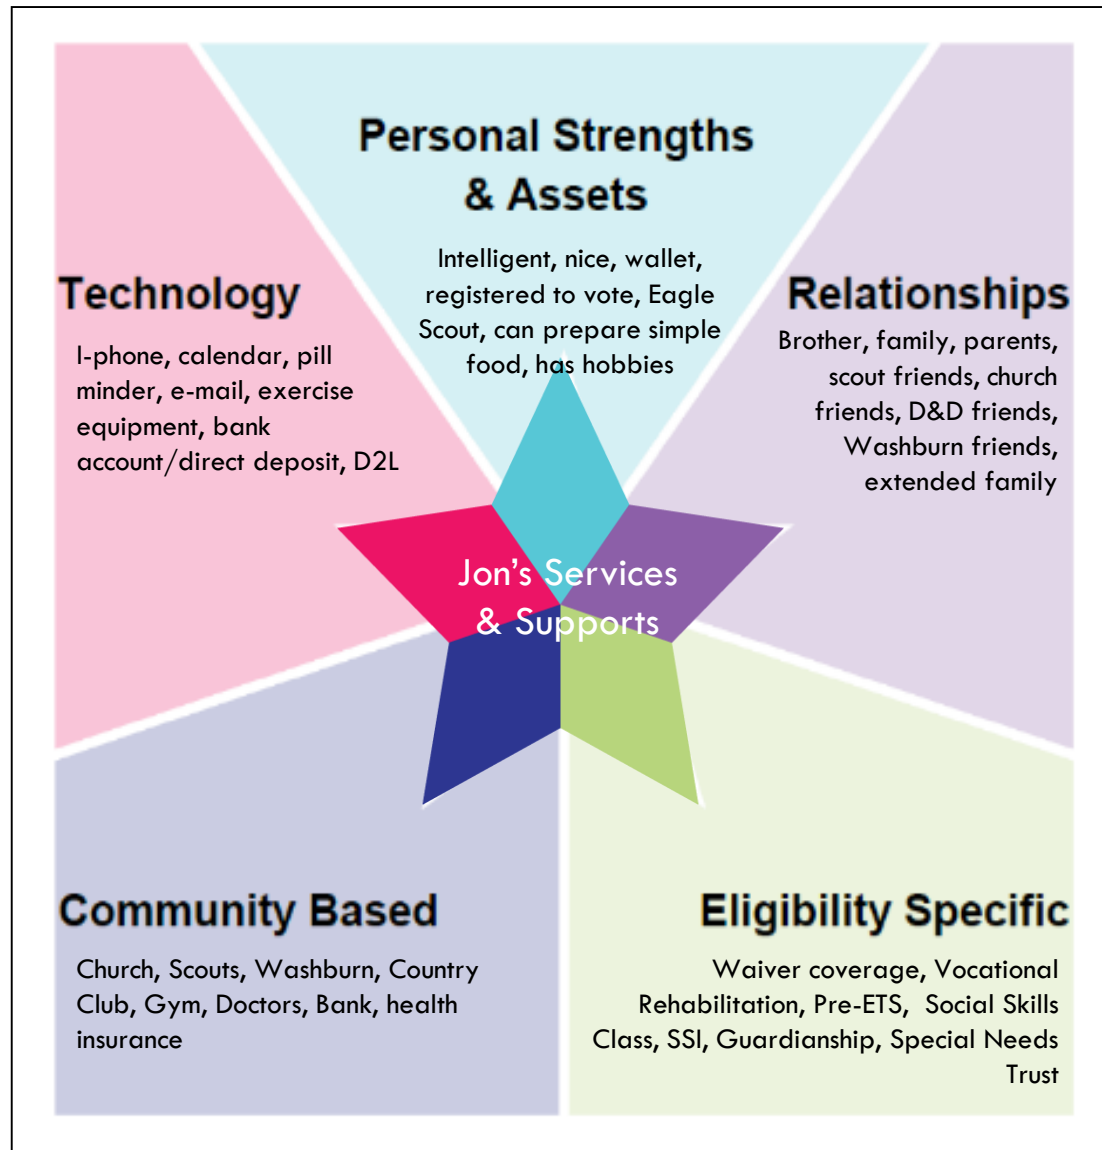 Personal Strengths
& Assets
Intelligent, nice, wallet,
registered to vote, Eagle
Scout, can prepare simple
food, has hobbies
Technology
I-phone, calendar, pill
minder, e-mail, exercise
equipment, bank
account/direct deposit, D2L
Relationships
Brother, family, parents,
scout friends, church
friends, D&D friends,
Washburn friends,
extended family
Jon's Services
& Supports
Community Based
Church, Scouts, Washburn, Country
Club, Gym, Doctors, Bank, health
insurance
Eligibility Specific
Waiver coverage, Vocational
Rehabilitation, Pre-ETS,  Social Skills
Class, SSI, Guardianship, Special Needs
Trust